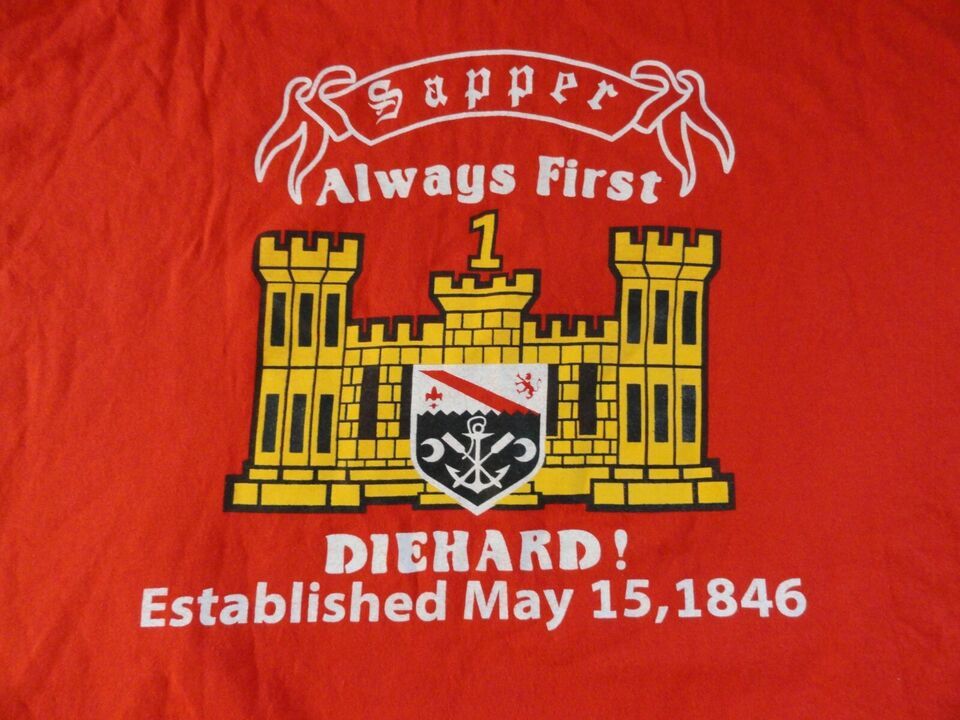 Sapper
Always First
1
DIEHARD!
Established May 15,1846